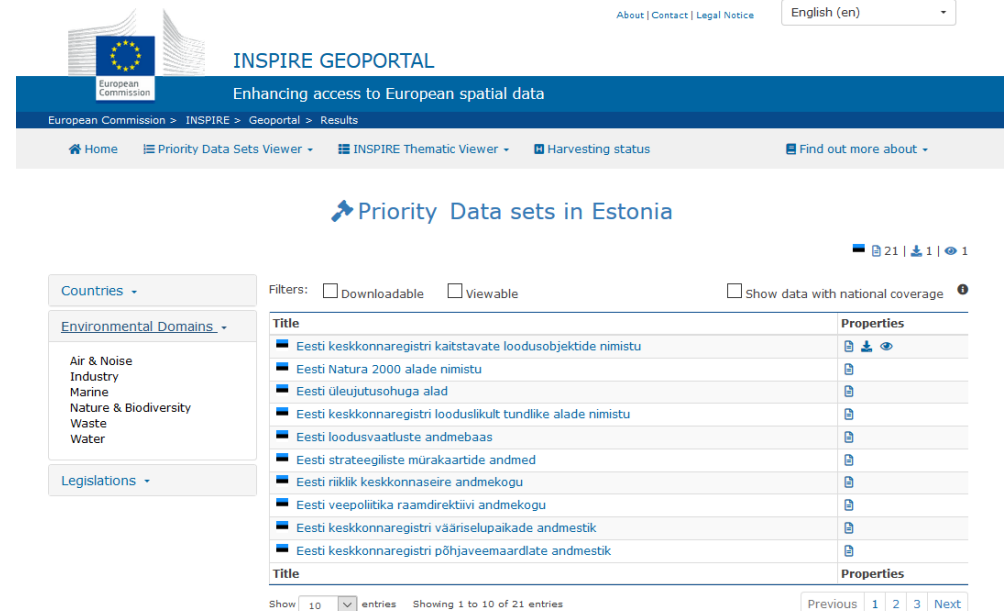 About | Contact | Legal Notice
English (en)
European
Commission
INSPIRE GEOPORTAL
Enhancing access to European spatial data
European Commission > INSPIRE > Geoportal > Results
Home Priority Data Sets Viewer INSPIRE Thematic Viewer H Harvesting status Find out more about
Priority Data sets in Estonia
21 | 1 | 1
Countries
Environmental Domains
Air & Noise
Industry
Marine
Nature & Biodiversity
Waste
Water
Legislations
Filters: Downloadable Viewable Show data with national coverage
Title Properties
Eesti keskkonnaregistri kaitstavate loodusobjektide nimistu
Eesti Natura 2000 alade nimistu
Eesti üleujutusohuga alad
Eesti keskkonnaregistri looduslikult tundlike alade nimistu
Eesti loodusvaatluste andmebaas
Eesti strateegiliste mürakaartide andmed
Eesti riiklik keskkonnaseire andmekogu
Eesti veepoliitika raamdirektiivi andmekogu
Eesti keskkonnaregistri vääriselupaikade andmestik
Eesti keskkonnaregistri põhjaveemaardlate andmestik
Title Properties
Show 10 entries Showing 1 to 10 of 21 entries
Previous 1 2 3 Next